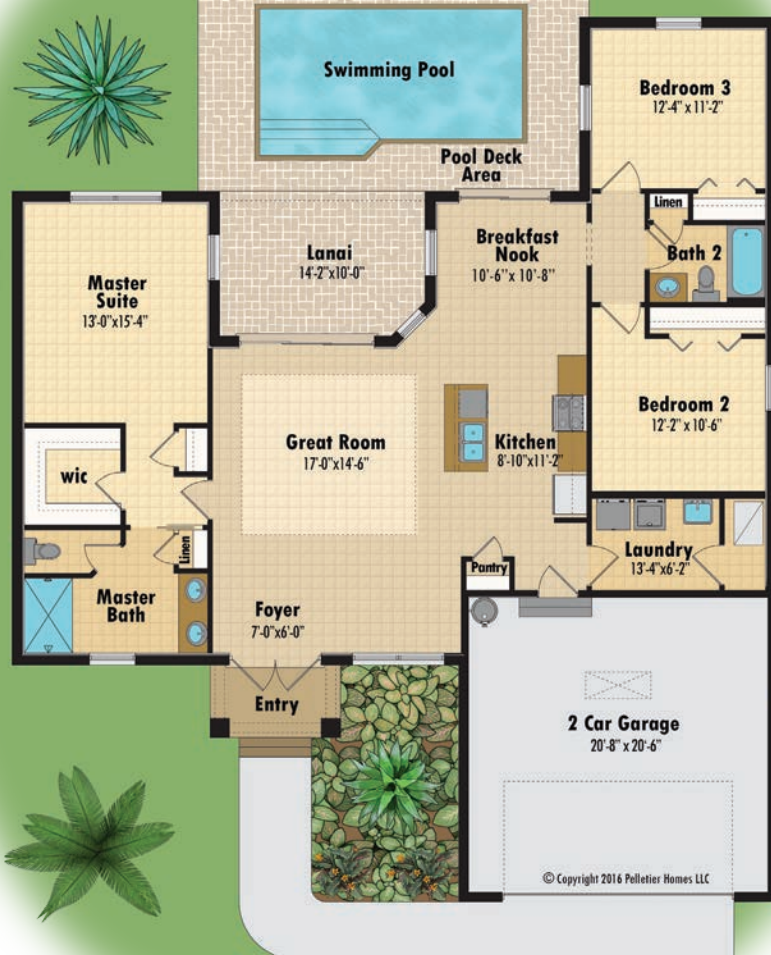 Swimming Pool
Bedroom 3
12'-4" x 11'-2"
Pool Deck
Area
Linen
Breakfast
Nook
10'-6" x 10'-8"
Bath 2
Lanai
14'-2"x10'-0"
Master
Suite
13'-0"x15'-4"
Bedroom 2
12'-2" x 10'-6"
Great Room
17'-0"x14'-6"
Kitchen
8'-10"x11'-2"
wic
Linen
Laundry
13'-4"x6'-2"
Pantry
Master
Bath
Foyer
7'-0"x6'-0"
Entry
2 Car Garage
20'-8" x 20'-6"
© Copyright 2016 Pelletier Homes LLC